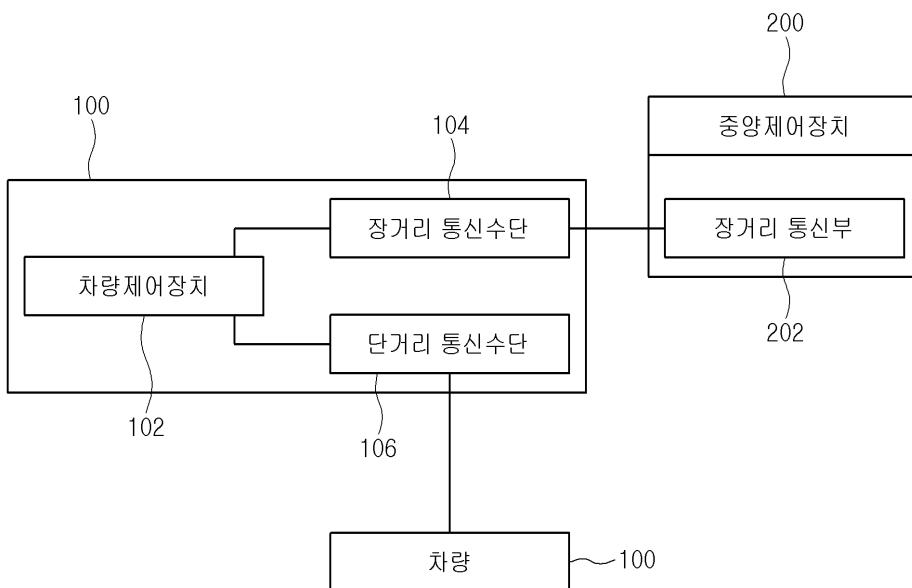 200
100
104
중앙제어장치
장거리 통신수단
장거리 통신부
차량제어장치
단거리 통신수단
202
102
106
차량
100